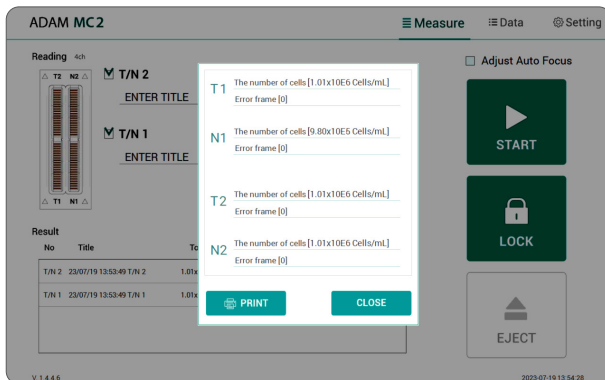 ADAM MC2
Measure
Data
Setting
Reading 4ch
T2 N2
T1 N1
T/N 2
ENTER TITLE
T/N 1
ENTER TITLE
Adjust Auto Focus
START
LOCK
EJECT
T1
The number of cells [1.01x10E6 Cells/mL]
Error frame [0]
N1
The number of cells [9.80x10E5 Cells/mL]
Error frame [0]
T2
The number of cells [1.01x10E6 Cells/mL]
Error frame [0]
N2
The number of cells [1.01x10E6 Cells/mL]
Error frame [0]
PRINT
CLOSE
Result
No Title To
T/N 2 23/07/19 13:53:49 T/N 2 1.01x
T/N 1 23/07/19 13:53:49 T/N 1 1.01x
V. 1.4.4.6
2023-07-19 13:54:28